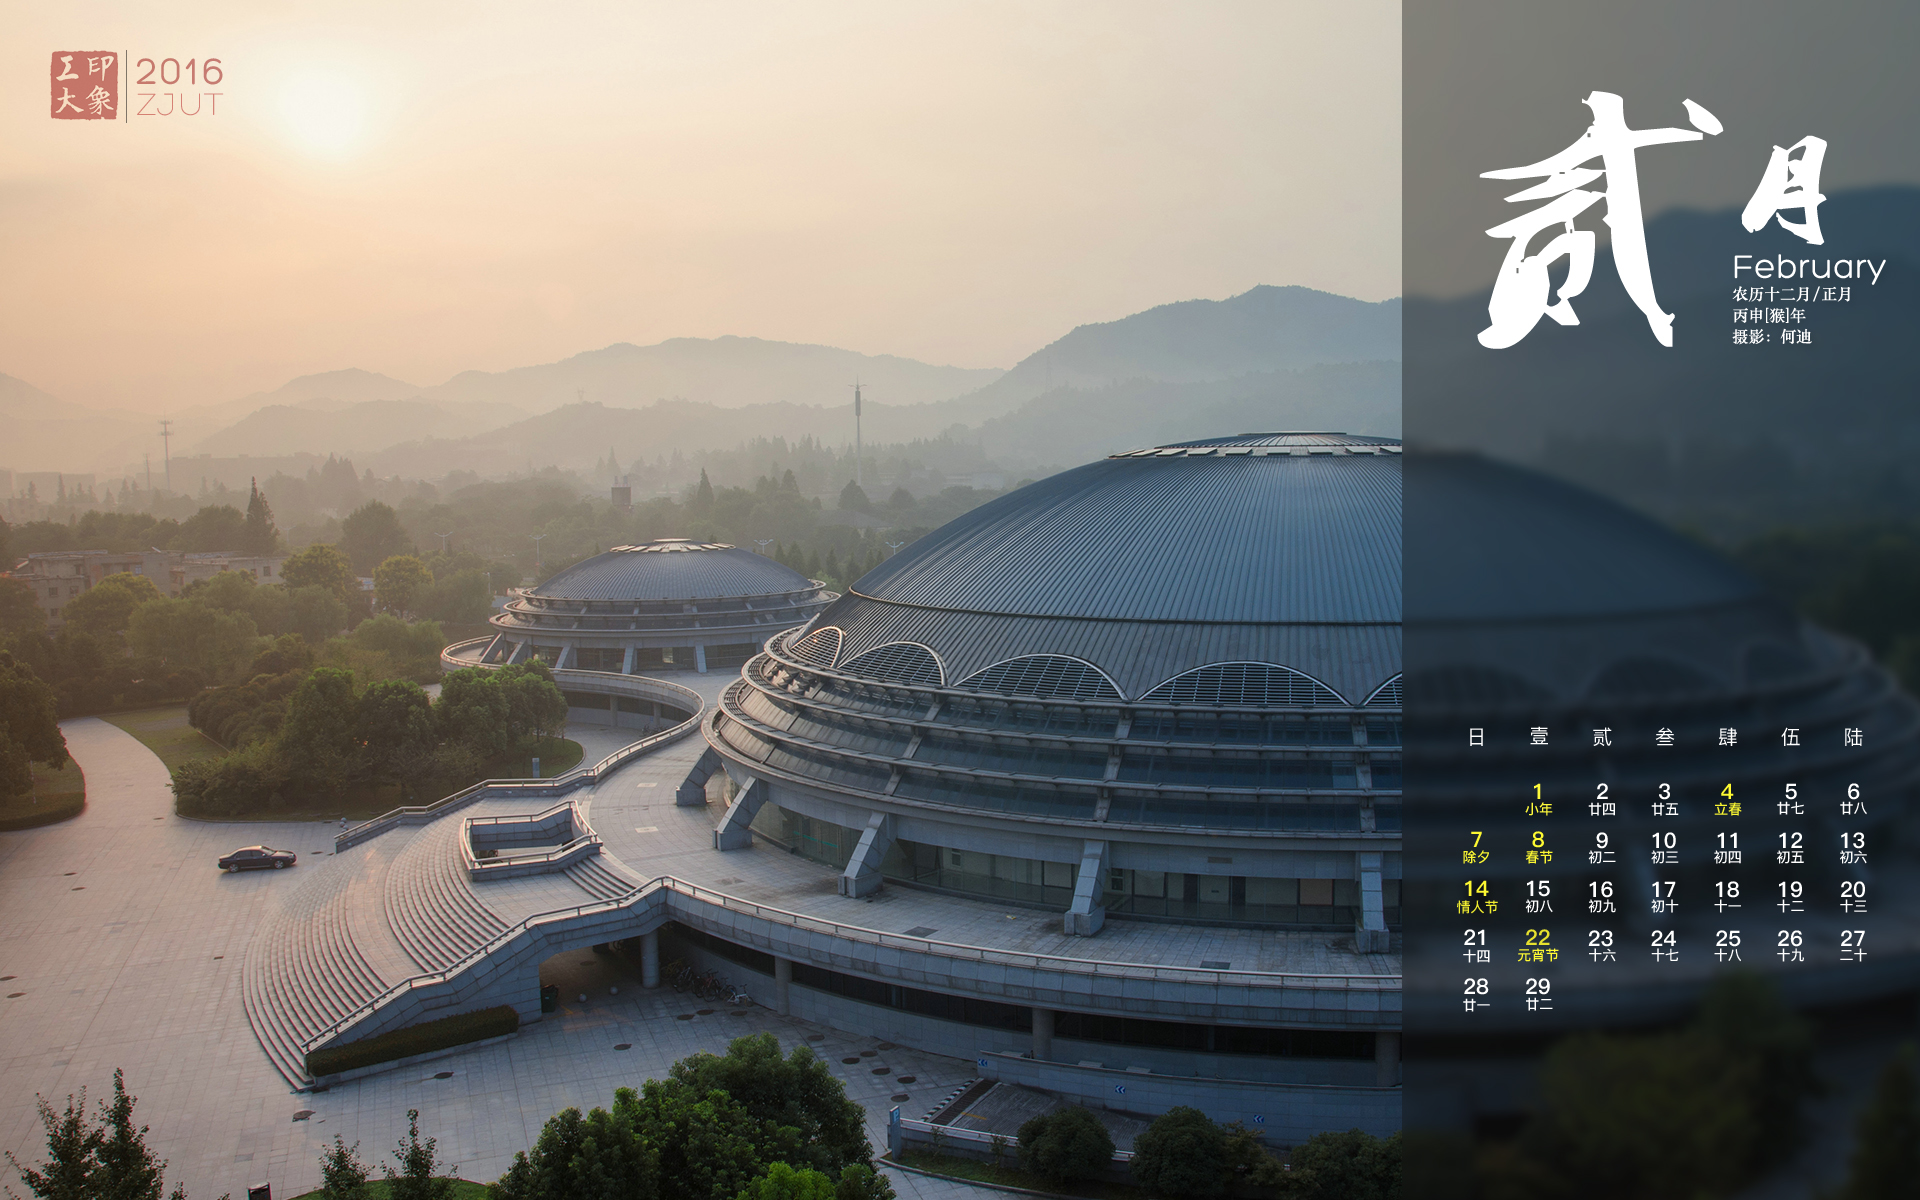 工印
大象
2016
ZJUT
贰月
February
农历十二月/正月
丙申[猴]年
摄影：何迪
日 壹 贰 叁 肆 伍 陆
1 2 3 4 5 6
小年 廿四 廿五 立春 廿七 廿八
7 8 9 10 11 12 13
除夕 春节 初二 初三 初四 初五 初六
14 15 16 17 18 19 20
情人节 初八 初九 初十 十一 十二 十三
21 22 23 24 25 26 27
十四 元宵节 十六 十七 十八 十九 二十
28 29
廿一 廿二